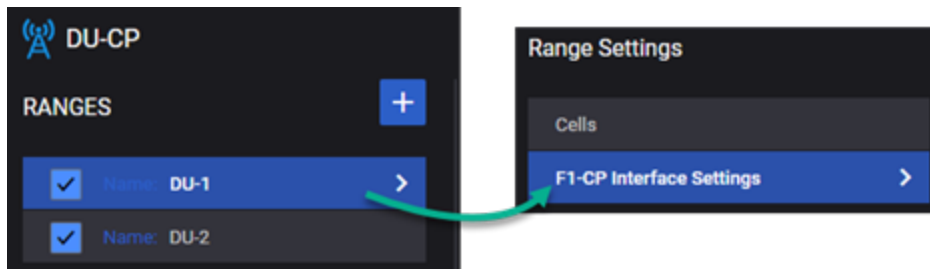 DU-CP
RANGES
+
Name: DU-1
Name: DU-2
Range Settings
Cells
F1-CP Interface Settings